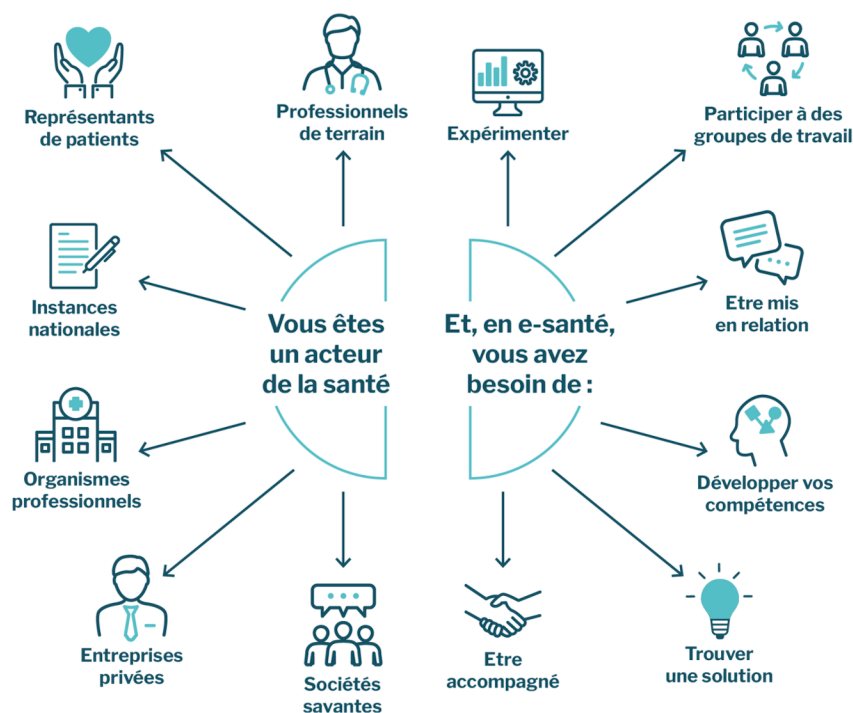 Représentants
de patients
Professionnels
de terrain
Instances
nationales
Vous êtes
un acteur
de la santé
Organismes
professionnels
Entreprises
privées
Sociétés
savantes
Expérimenter
Participer à des
groupes de travail
Etre mis
en relation
Et, en e-santé,
vous avez
besoin de :
Développer vos
compétences
Trouver
une solution
Etre
accompagné